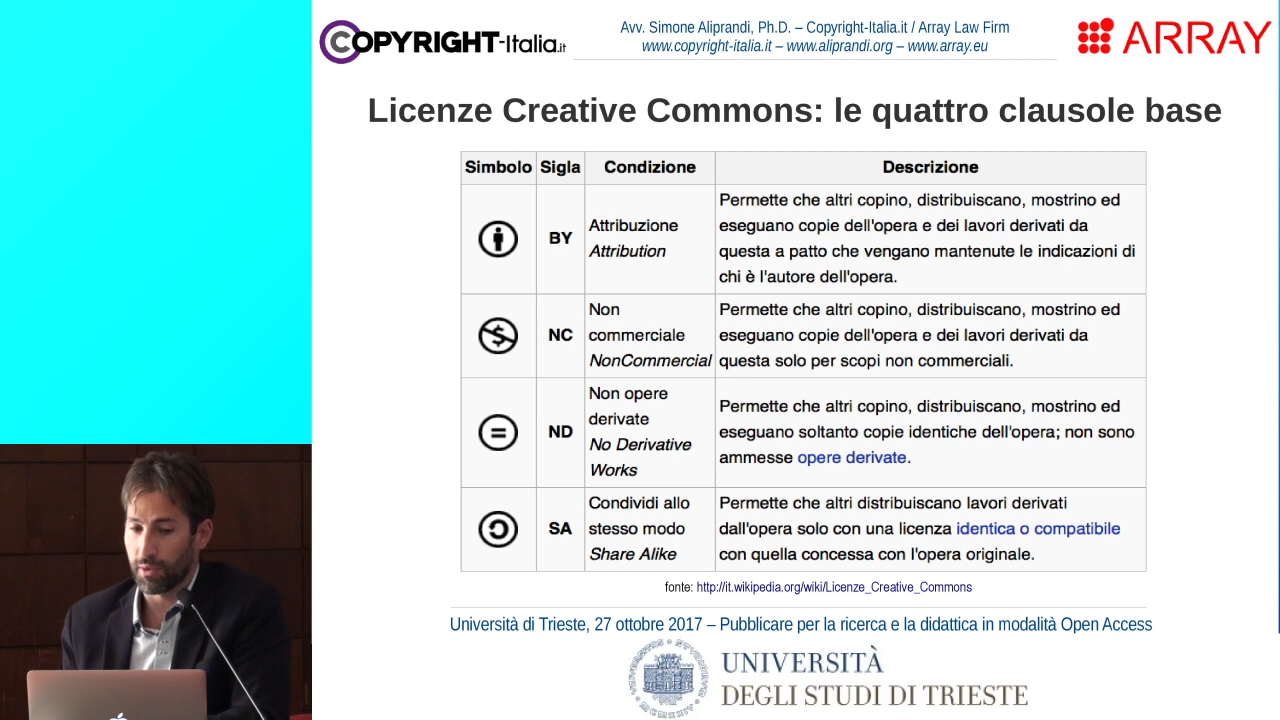 COPYRIGHT-Italia.it
Avv. Simone Aliprandi, Ph.D. – Copyright-Italia.it / Array Law Firm
www.copyright-italia.it – www.aliprandi.org – www.array.eu
ARRAY
Licenze Creative Commons: le quattro clausole base
Simbolo Sigla Condizione Descrizione
BY
Attribuzione
Attribution
Permette che altri copino, distribuiscano, mostrino ed
eseguano copie dell'opera e dei lavori derivati da
questa a patto che vengano mantenute le indicazioni di
chi è l'autore dell'opera.
NC
Non
commerciale
NonCommercial
Permette che altri copino, distribuiscano, mostrino ed
eseguano copie dell'opera e dei lavori derivati da
questa solo per scopi non commerciali.
ND
Non opere
derivate
No Derivative
Works
Permette che altri copino, distribuiscano, mostrino ed
eseguano soltanto copie identiche dell'opera; non sono
ammesse opere derivate.
SA
Condividi allo
stesso modo
Share Alike
Permette che altri distribuiscano lavori derivati
dall'opera solo con una licenza identica o compatibile
con quella concessa con l'opera originale.
fonte: http://it.wikipedia.org/wiki/Licenze_Creative_Commons
Università di Trieste, 27 ottobre 2017 – Pubblicare per la ricerca e la didattica in modalità Open Access
UNIVERSITÀ
DEGLI STUDI DI TRIESTE